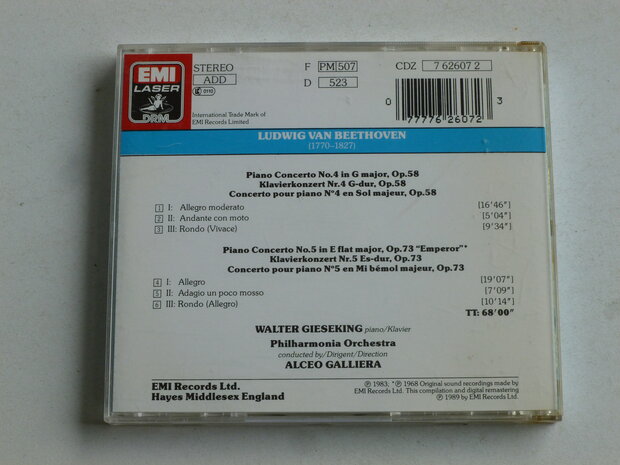 EMI
LASER
DRM
STEREO
ADD
F PM 507
D 523
CDZ 7 62607 2
International Trade Mark of
EMI Records Limited
0 77776 26072 3
LUDWIG VAN BEETHOVEN
(1770–1827)
Piano Concerto No.4 in G major, Op.58
Klavierkonzert Nr.4 G-dur, Op.58
Concerto pour piano N°4 en Sol majeur, Op.58
1 I: Allegro moderato [16'46"]
2 II: Andante con moto [5'04"]
3 III: Rondo (Vivace) [9'34"]
Piano Concerto No.5 in E flat major, Op.73 "Emperor"*
Klavierkonzert Nr.5 Es-dur, Op.73
Concerto pour piano N°5 en Mi bémol majeur, Op.73
4 I: Allegro [19'07"]
5 II: Adagio un poco mosso [7'09"]
6 III: Rondo (Allegro) [10'14"]
TT: 68'00"
WALTER GIESEKING piano/Klavier
Philharmonia Orchestra
conducted by/Dirigent/Direction
ALCEO GALLIERA
EMI Records Ltd.
Hayes Middlesex England
℗ 1983; *℗ 1968 Original sound recordings made by
EMI Records Ltd. This compilation and digital remastering
℗ 1989 by EMI Records Ltd.